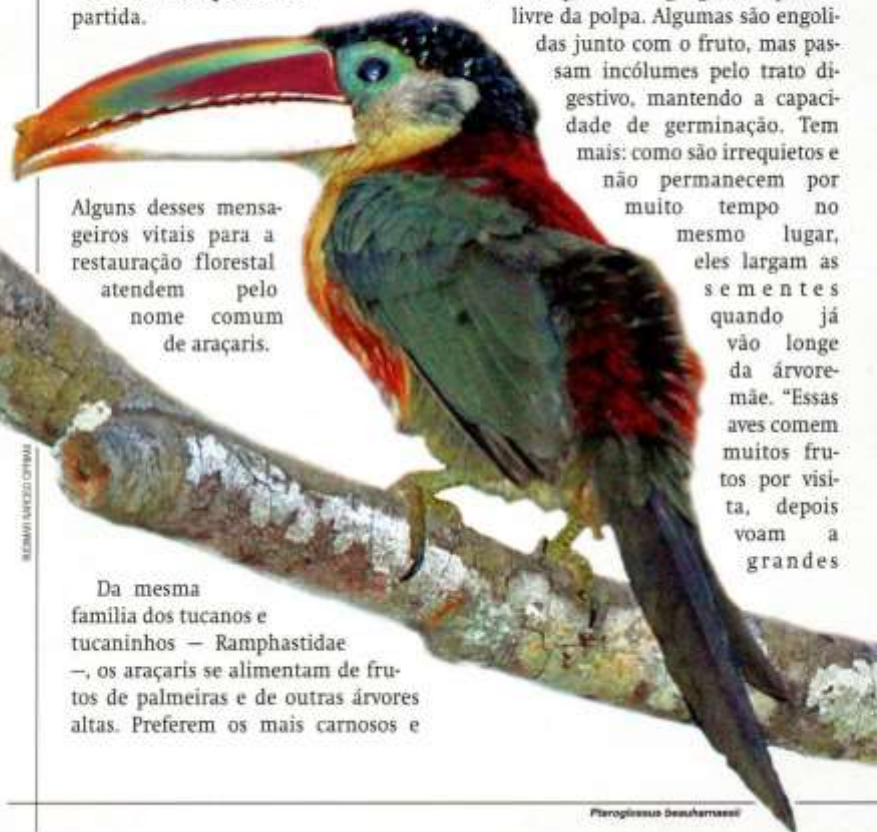 partida.
Alguns desses mensa-
geiros vitais para a
restauração florestal
atendem pelo
nome comum
de araçaris.
Da mesma
família dos tucanos e
tucaninhos — Ramphastidae
—, os araçaris se alimentam de fru-
tos de palmeiras e de outras árvores
altas. Preferem os mais carnosos e
livre da polpa. Algumas são engoli-
das junto com o fruto, mas pas-
sam incólumes pelo trato di-
gestivo, mantendo a capaci-
dade de germinação. Tem
mais: como são irrequietos e
não permanecem por
muito tempo no
mesmo lugar,
eles largam as
sementes
quando já
vão longe
da árvore-
mãe. “Essas
aves comem
muitos fru-
tos por visi-
ta, depois
voam a
grandes
Pteroglossus beauharnaesii